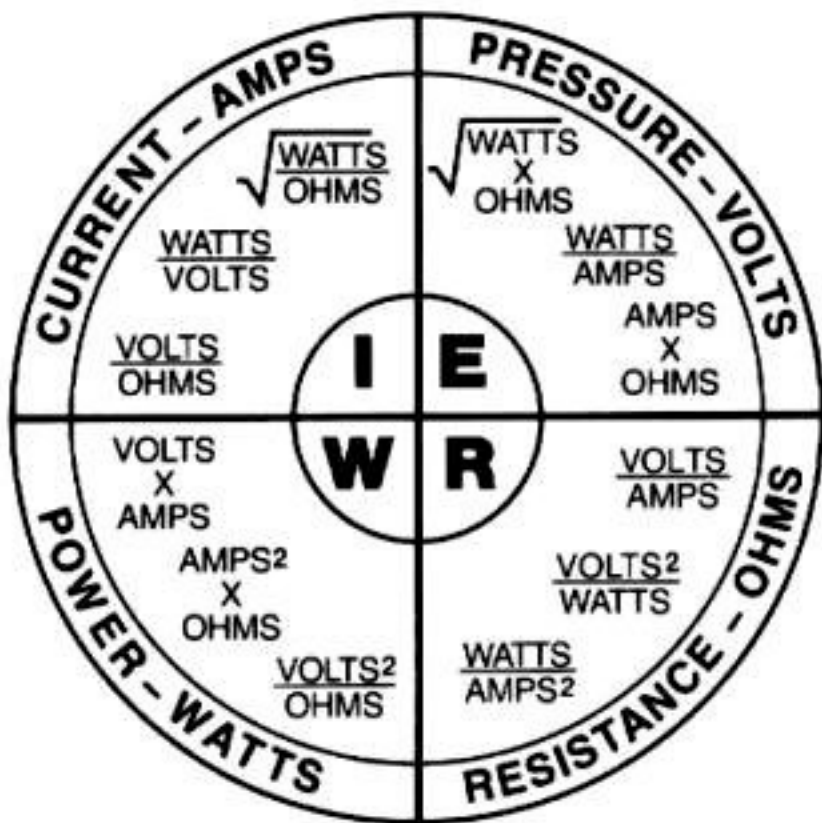 CURRENT – AMPS
√WATTS
OHMS
WATTS
VOLTS
VOLTS
OHMS
I
PRESSURE – VOLTS
√WATTS
X
OHMS
WATTS
AMPS
AMPS
X
OHMS
E
POWER – WATTS
VOLTS
X
AMPS
AMPS²
X
OHMS
VOLTS²
OHMS
W
RESISTANCE – OHMS
R
VOLTS
AMPS
VOLTS²
WATTS
WATTS
AMPS²